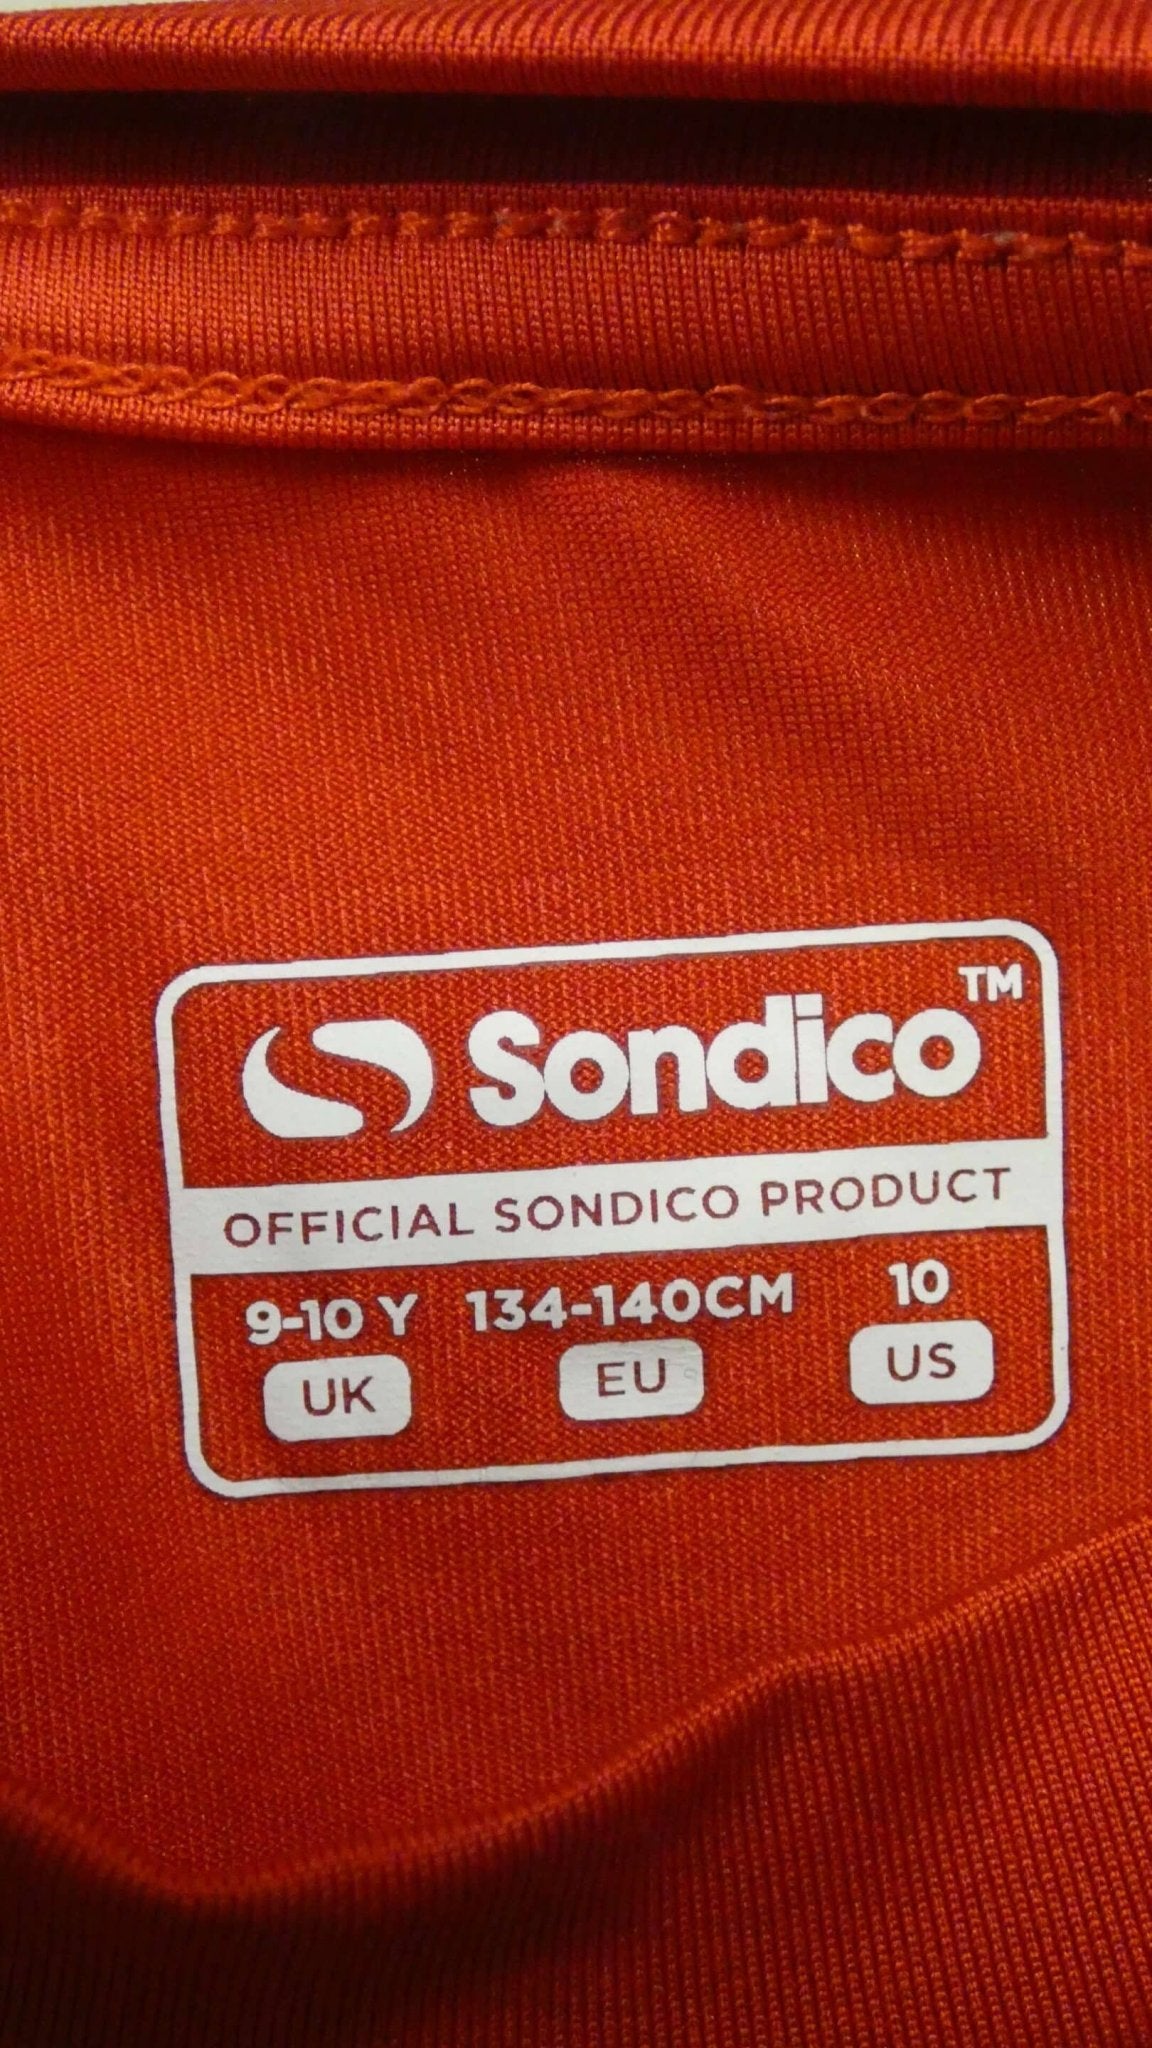 Sondico™
OFFICIAL SONDICO PRODUCT
9-10 Y 134-140CM 10
UK EU US